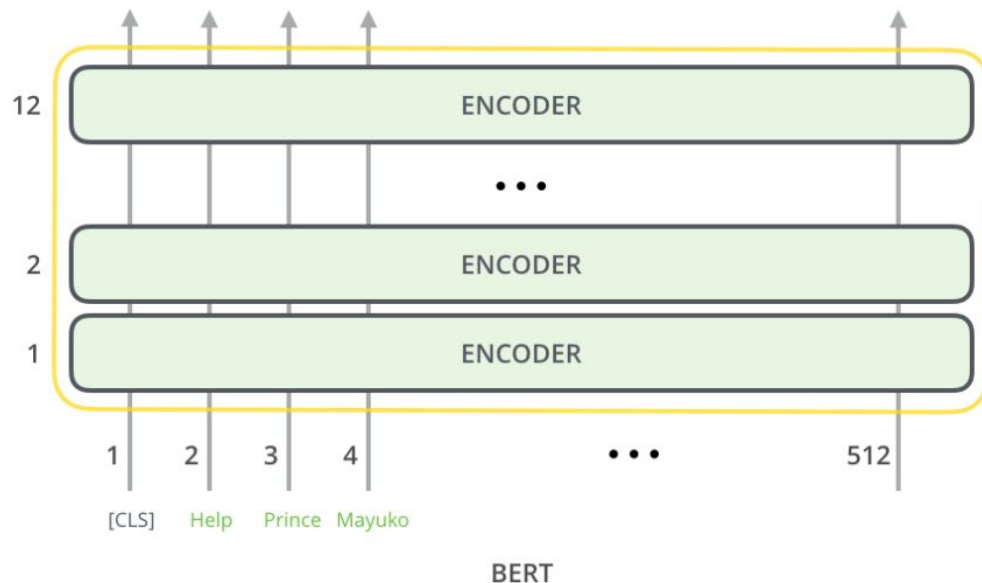 12 ENCODER
...
2 ENCODER
1 ENCODER
1 2 3 4 ... 512
[CLS] Help Prince Mayuko
BERT